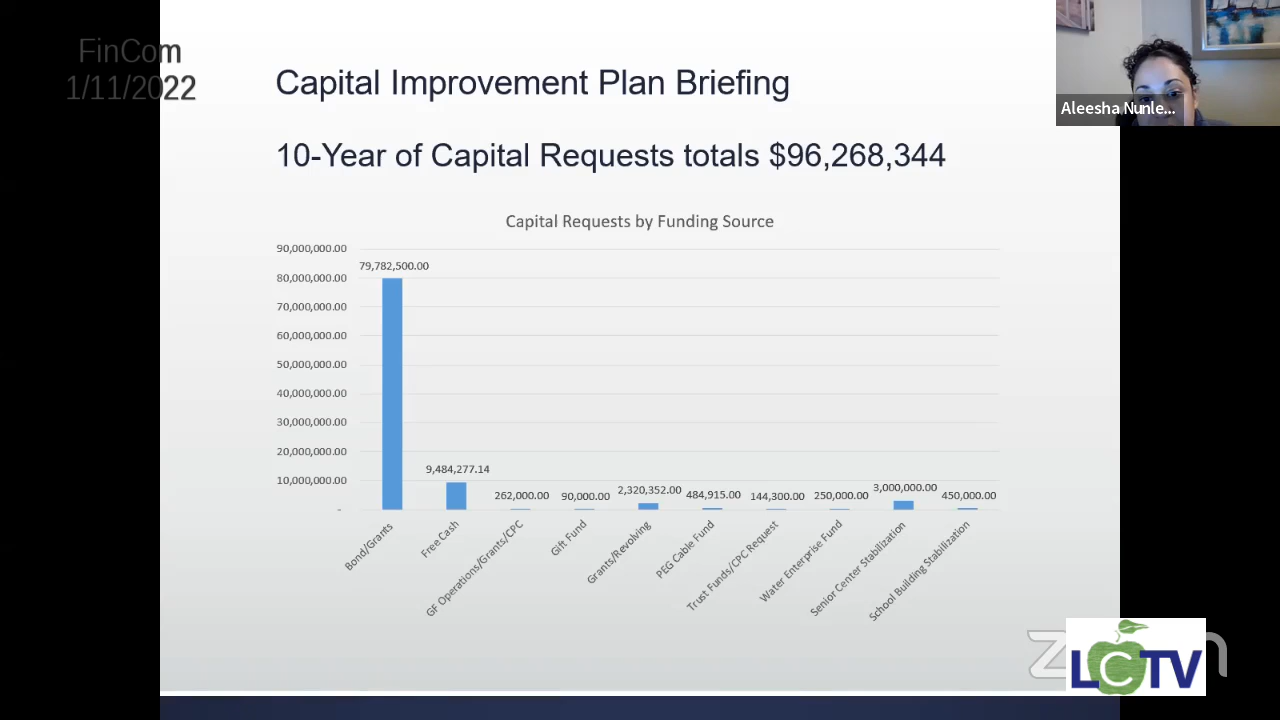 FinCom
1/11/2022
Capital Improvement Plan Briefing
10-Year of Capital Requests totals $96,268,344
Aleesha Nunle...
Capital Requests by Funding Source
90,000,000.00
80,000,000.00
70,000,000.00
60,000,000.00
50,000,000.00
40,000,000.00
30,000,000.00
20,000,000.00
10,000,000.00
-
79,782,500.00
9,484,277.14
262,000.00
90,000.00
2,320,352.00
484,915.00
144,300.00
250,000.00
3,000,000.00
450,000.00
Bond/Grants
Free Cash
GF Operations/Grants/CPC
Gift Fund
Grants/Revolving
PEG Cable Fund
Trust Funds/CPC Request
Water Enterprise Fund
Senior Center Stabilization
School Building Stabilization
LCTV